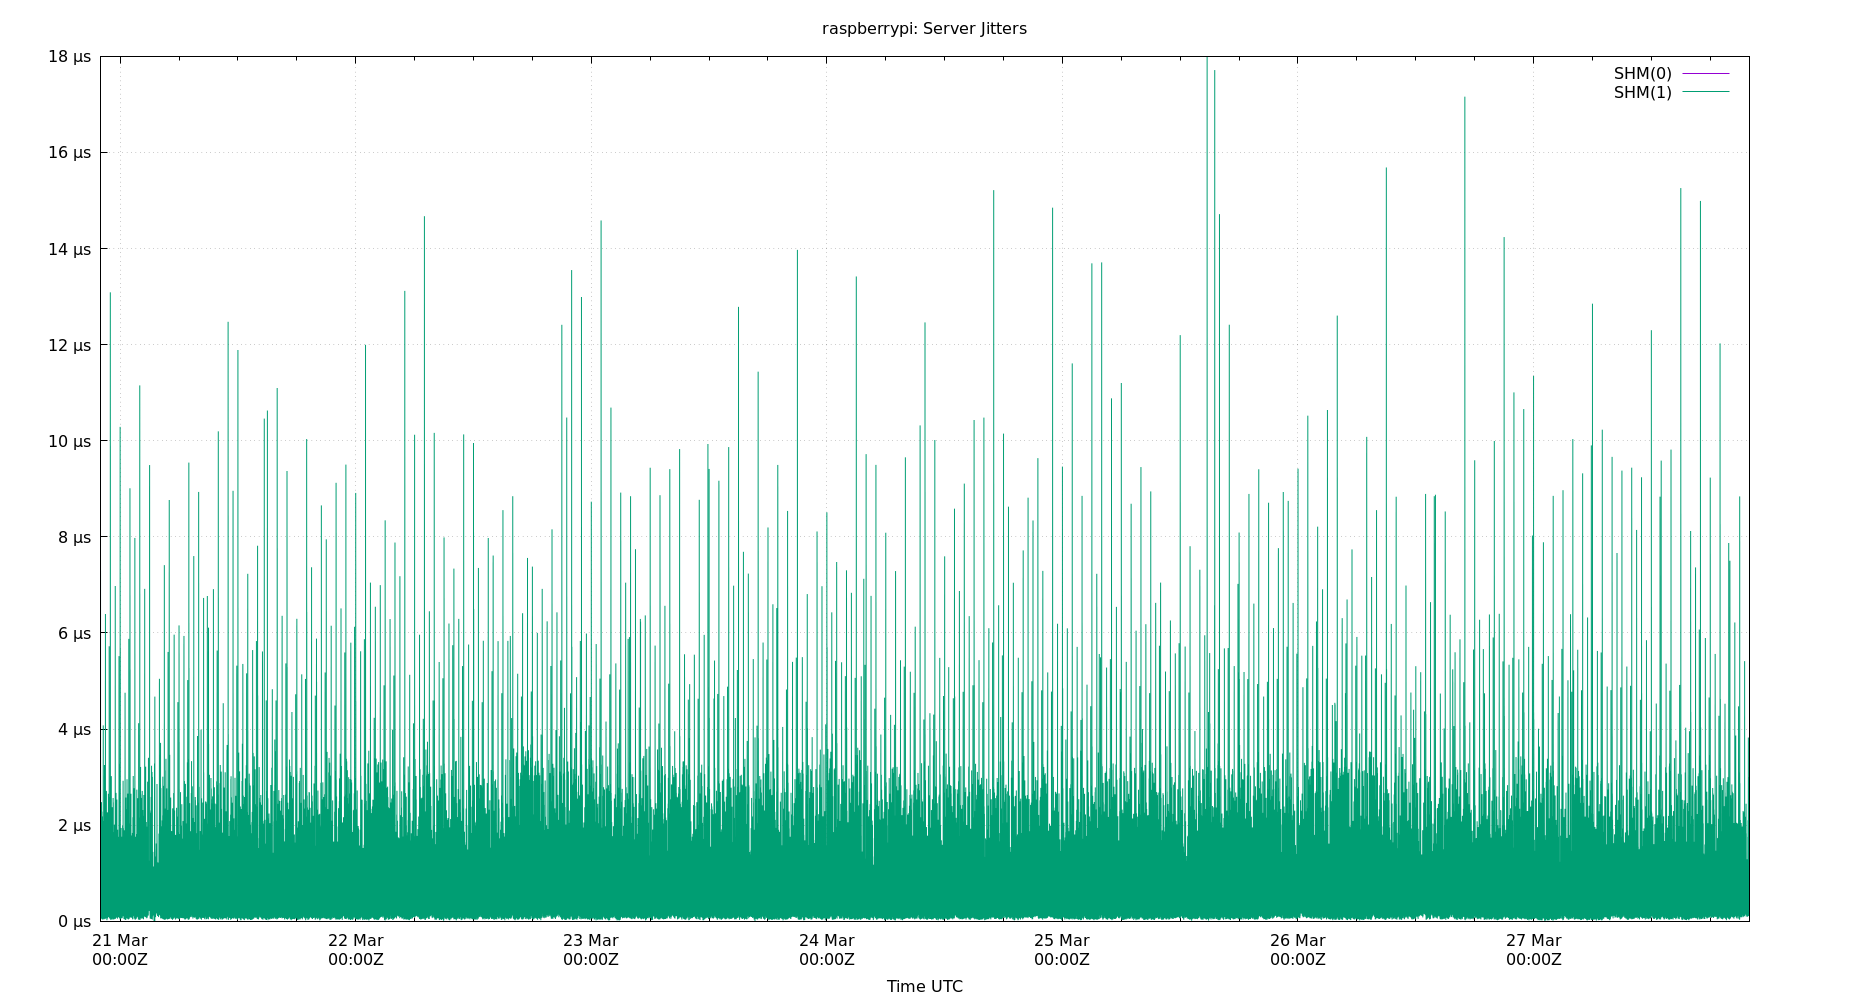 raspberrypi: Server Jitters
18 µs
16 µs
14 µs
12 µs
10 µs
8 µs
6 µs
4 µs
2 µs
0 µs
SHM(0)
SHM(1)
21 Mar 22 Mar 23 Mar 24 Mar 25 Mar 26 Mar 27 Mar
00:00Z 00:00Z 00:00Z 00:00Z 00:00Z 00:00Z 00:00Z
Time UTC